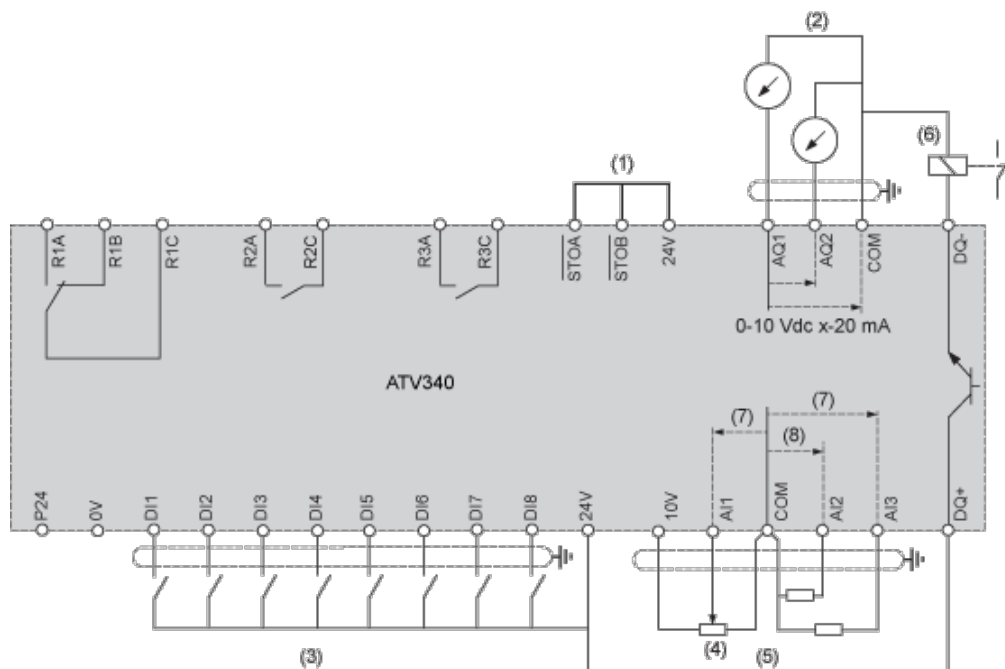 (2)
(6)
(1)
R1A
R1B
R1C
R2A
R2C
R3A
R3C
STOA
STOB
24V
AQ1
AQ2
COM
DQ-
0-10 Vdc x-20 mA
ATV340
(7)
(7)
(8)
P24
0V
DI1
DI2
DI3
DI4
DI5
DI6
DI7
DI8
24V
10V
AI1
COM
AI2
AI3
DQ+
(3)
(4)
(5)